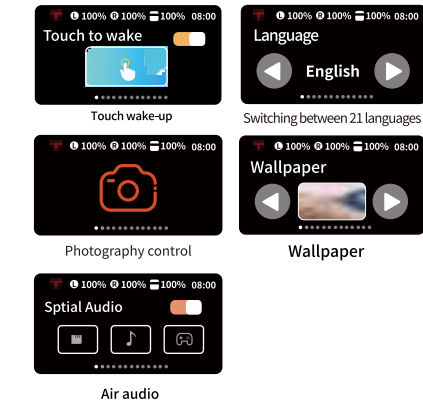 L 100% R 100% 100% 08:00
Touch to wake
Touch wake-up
L 100% R 100% 100% 08:00
Language
English
Switching between 21 languages
L 100% R 100% 100% 08:00
Photography control
L 100% R 100% 100% 08:00
Wallpaper
Wallpaper
L 100% R 100% 100% 08:00
Sptial Audio
Air audio